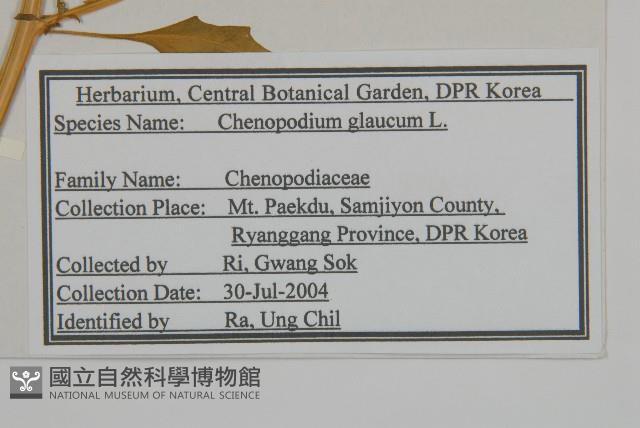 Herbarium, Central Botanical Garden, DPR Korea
Species Name: Chenopodium glaucum L.
Family Name: Chenopodiaceae
Collection Place: Mt. Paekdu, Samjiyon County,
Ryanggang Province, DPR Korea
Collected by Ri, Gwang Sok
Collection Date: 30-Jul-2004
Identified by Ra, Ung Chil
國立自然科學博物館
NATIONAL MUSEUM OF NATURAL SCIENCE